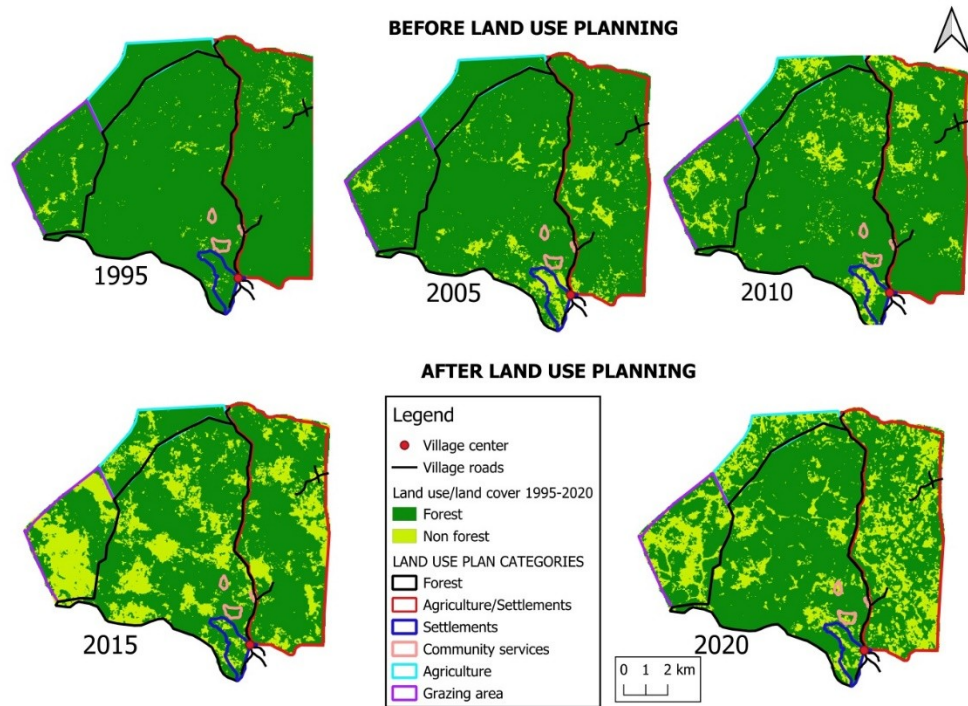 BEFORE LAND USE PLANNING
1995
2005
2010
AFTER LAND USE PLANNING
2015
Legend
Village center
Village roads
Land use/land cover 1995-2020
Forest
Non forest
LAND USE PLAN CATEGORIES
Forest
Agriculture/Settlements
Settlements
Community services
Agriculture
Grazing area
0 1 2 km
2020